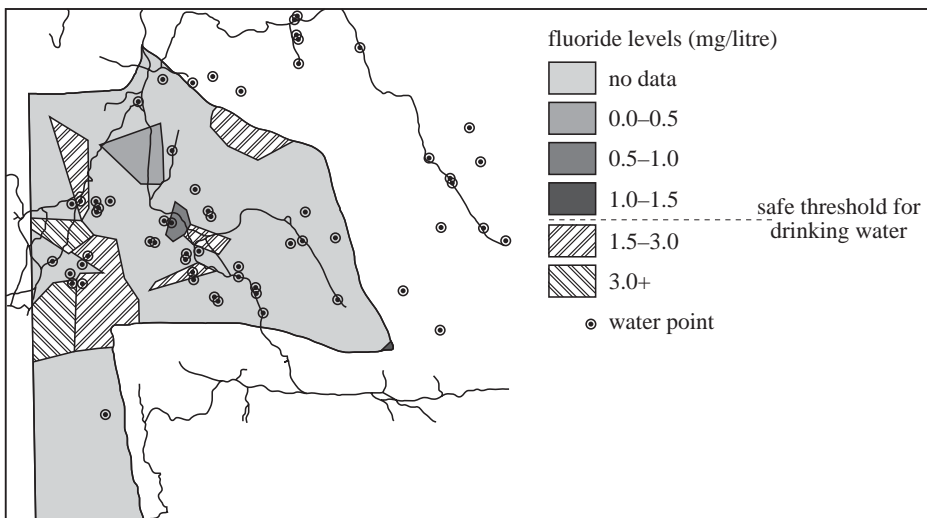 fluoride levels (mg/litre)
no data
0.0–0.5
0.5–1.0
1.0–1.5
safe threshold for
drinking water
1.5–3.0
3.0+
water point